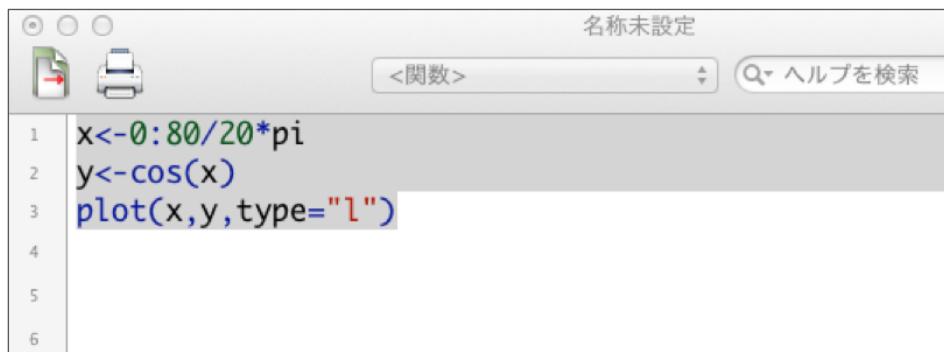 名称未設定
<関数>
ヘルプを検索
1 x<-0:80/20*pi
2 y<-cos(x)
3 plot(x,y,type="l")
4
5
6